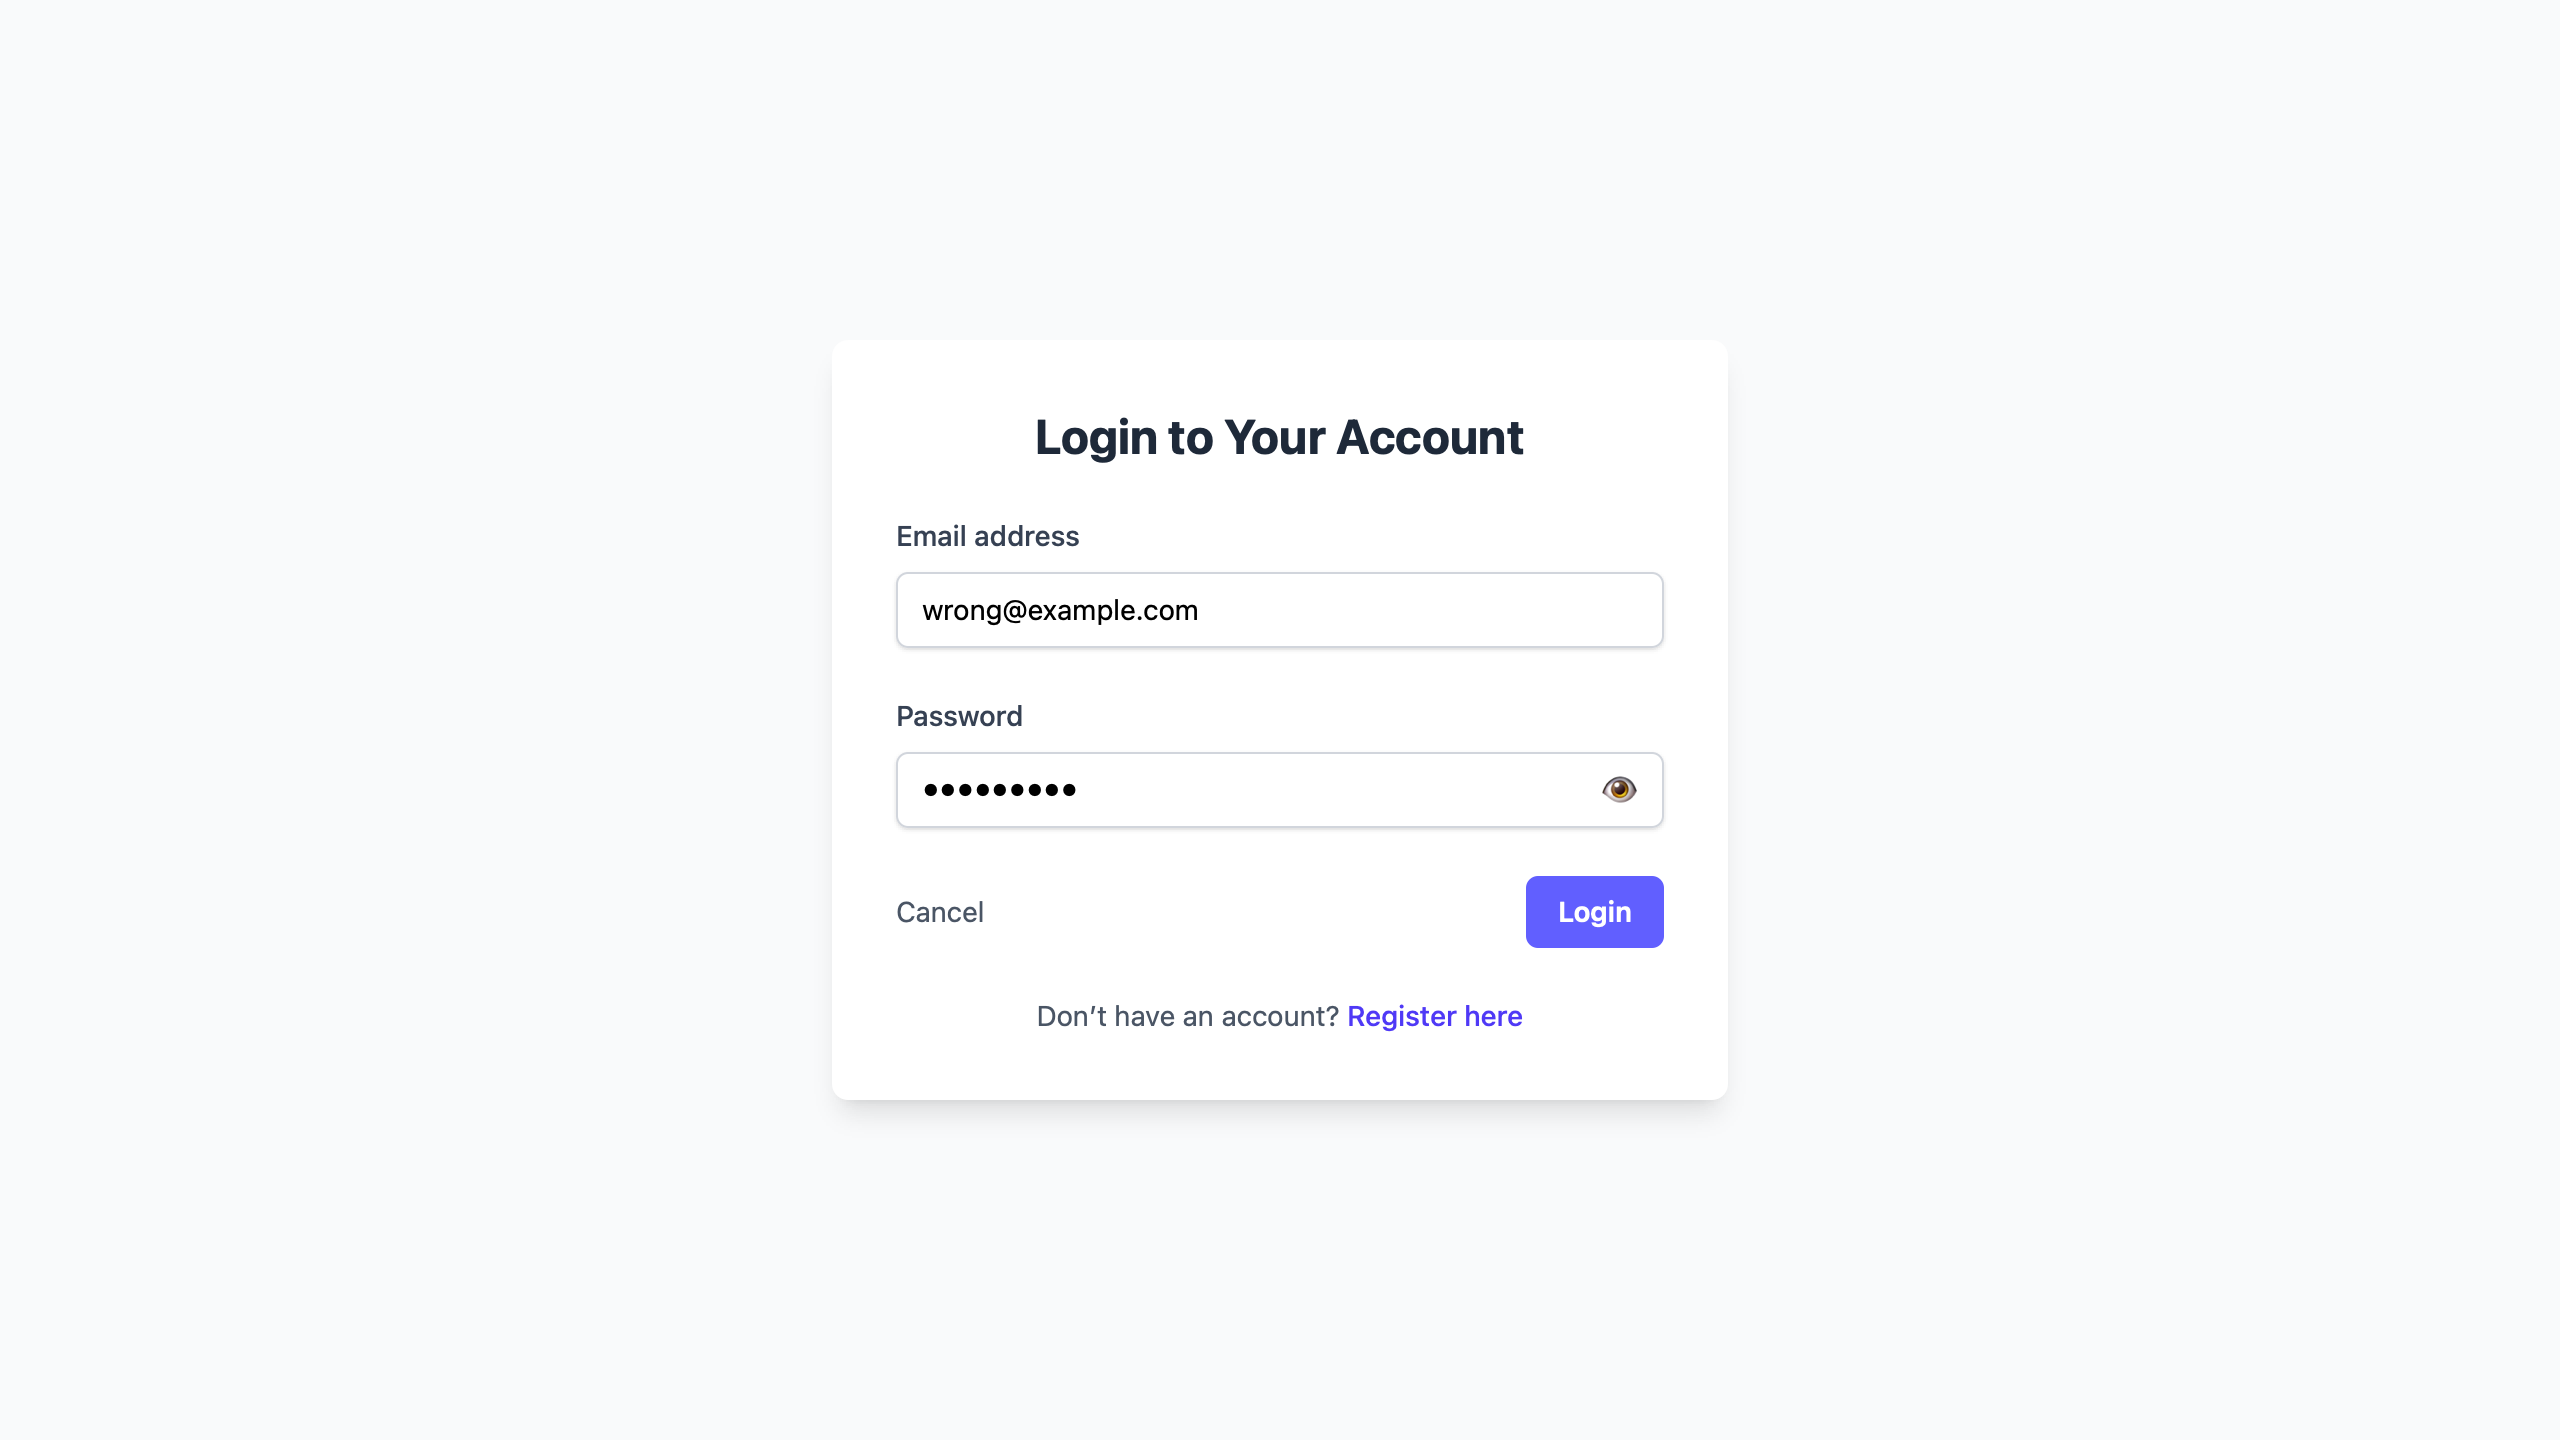 Login to Your Account
Email address
wrong@example.com
Password
•••••••••
Cancel
Login
Don't have an account? Register here